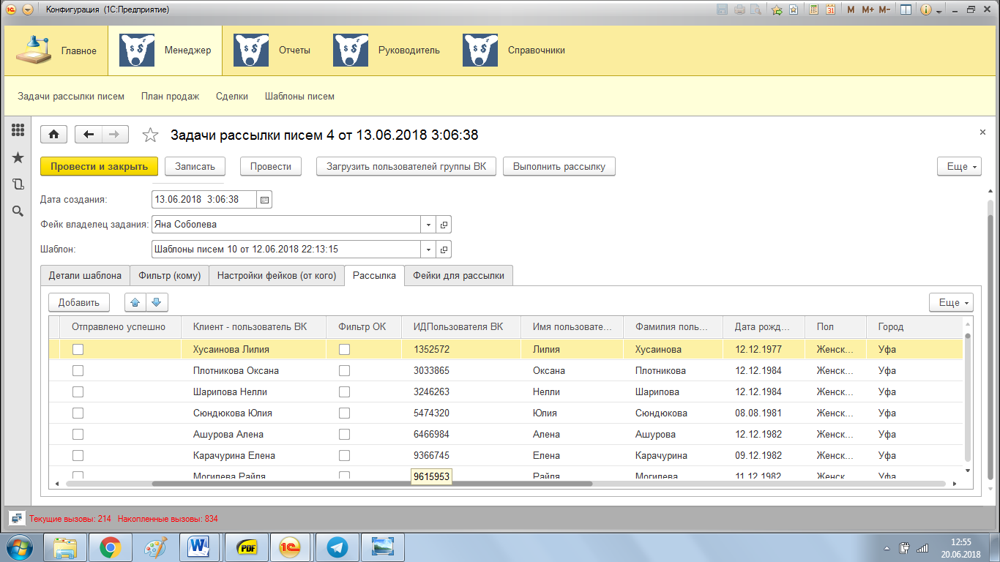 Конфигурация (1С:Предприятие)
M M+ M-
Главное Менеджер Отчеты Руководитель Справочники
Задачи рассылки писем План продаж Сделки Шаблоны писем
Задачи рассылки писем 4 от 13.06.2018 3:06:38
Провести и закрыть Записать Провести Загрузить пользователей группы ВК Выполнить рассылку Еще
Дата создания: 13.06.2018 3:06:38
Фейк владелец задания: Яна Соболева
Шаблон: Шаблоны писем 10 от 12.06.2018 22:13:15
Детали шаблона Фильтр (кому) Настройки фейков (от кого) Рассылка Фейки для рассылки
Добавить Еще
Отправлено успешно Клиент - пользователь ВК Фильтр ОК ИДПользователя ВК Имя пользовате... Фамилия поль... Дата рожд... Пол Город
Хусаинова Лилия 1352572 Лилия Хусаинова 12.12.1977 Женск... Уфа
Плотникова Оксана 3033865 Оксана Плотникова 12.12.1984 Женск... Уфа
Шарипова Нелли 3246263 Нелли Шарипова 12.12.1984 Женск... Уфа
Сюндюкова Юлия 5474320 Юлия Сюндюкова 08.08.1981 Женск... Уфа
Ашурова Алена 6466984 Алена Ашурова 12.12.1982 Женск... Уфа
Карачурина Елена 9366745 Елена Карачурина 09.12.1982 Женск... Уфа
Могилева Райля 9615953 Райля Могилева 11.12.1982 Женск Уфа
Текущие вызовы: 214 Накопленные вызовы: 834
PDF
12:55
20.06.2018